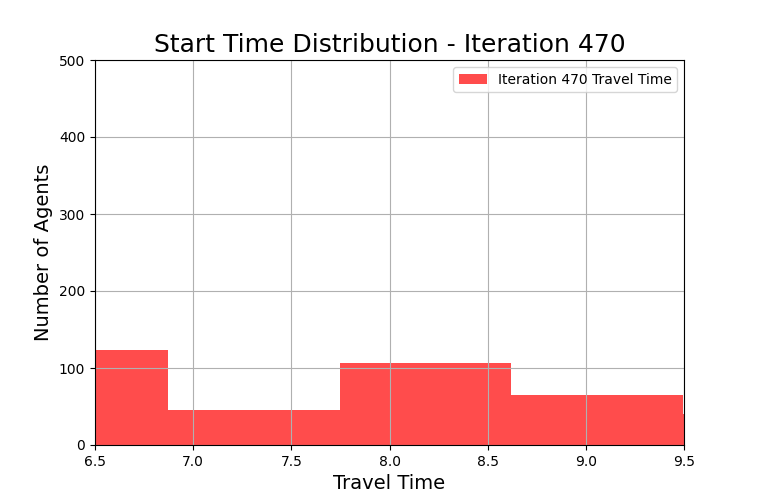 Start Time Distribution - Iteration 470
Iteration 470 Travel Time
Number of Agents
500
400
300
200
100
0
6.5 7.0 7.5 8.0 8.5 9.0 9.5
Travel Time